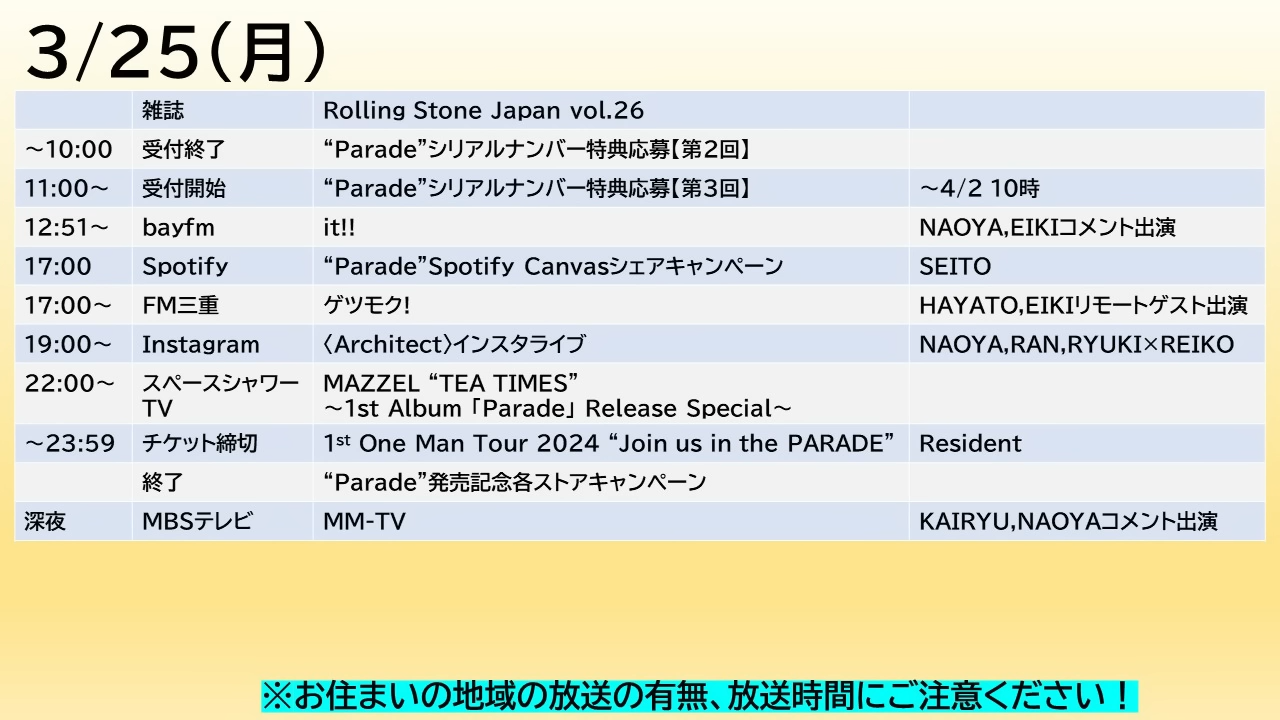 3/25(月)
雑誌 Rolling Stone Japan vol.26
～10:00 受付終了 “Parade”シリアルナンバー特典応募【第2回】
11:00～ 受付開始 “Parade”シリアルナンバー特典応募【第3回】 ～4/2 10時
12:51～ bayfm it!! NAOYA,EIKIコメント出演
17:00 Spotify “Parade”Spotify Canvasシェアキャンペーン SEITO
17:00～ FM三重 ゲツモク! HAYATO,EIKIリモートゲスト出演
19:00～ Instagram 〈Architect〉インスタライブ NAOYA,RAN,RYUKI×REIKO
22:00～ スペースシャワー MAZZEL “TEA TIMES”
TV ～1st Album「Parade」Release Special～
～23:59 チケット締切 1st One Man Tour 2024 “Join us in the PARADE” Resident
終了 “Parade”発売記念各ストアキャンペーン
深夜 MBSテレビ MM-TV KAIRYU,NAOYAコメント出演
※お住まいの地域の放送の有無、放送時間にご注意ください！